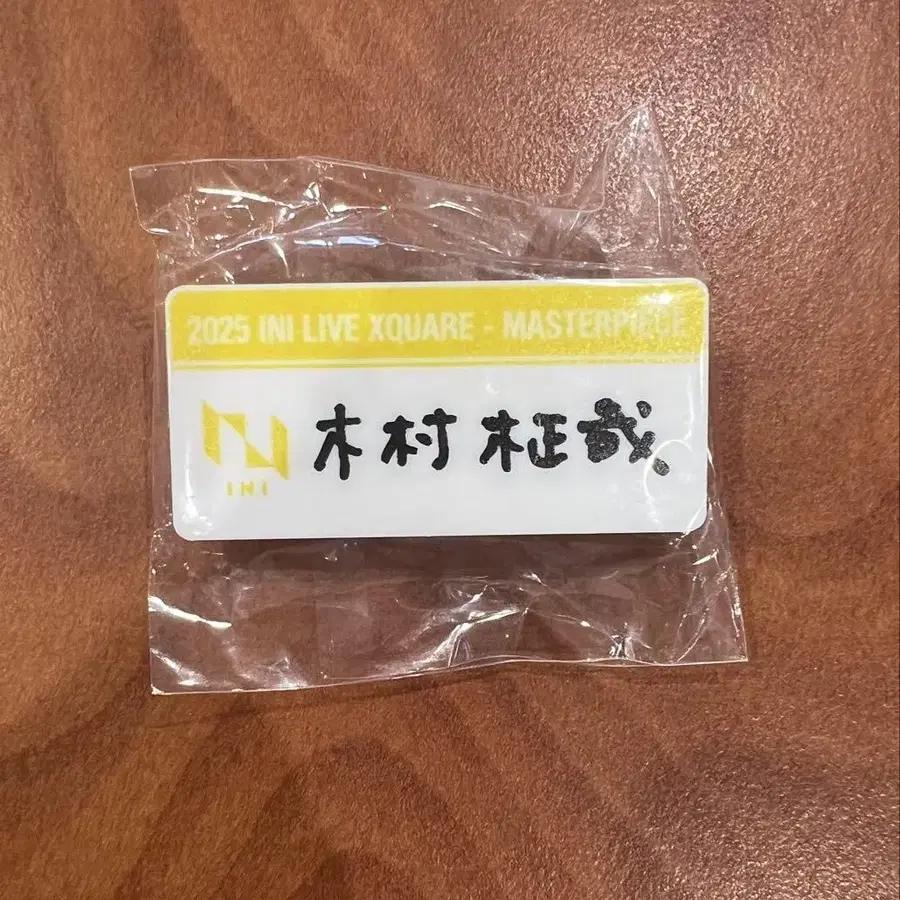 2025 INI LIVE XQUARE - MASTERPIECE
INI
木村 柾哉